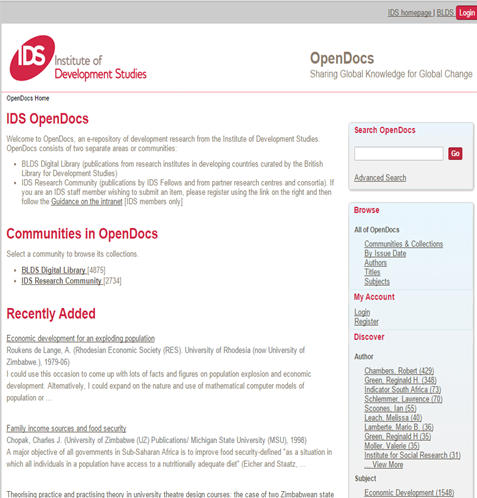 IDS homepage | BLDS Login
IDS Institute of
Development Studies
OpenDocs
Sharing Global Knowledge for Global Change
OpenDocs Home
IDS OpenDocs
Welcome to OpenDocs, an e-repository of development research from the Institute of Development Studies.
OpenDocs consists of two separate areas or communities:
• BLDS Digital Library (publications from research institutes in developing countries curated by the British
Library for Development Studies)
• IDS Research Community (publications by IDS Fellows and from partner research centres and consortia). If
you are an IDS staff member wishing to submit an item, please register using the link on the right and then
follow the Guidance on the intranet [IDS members only]
Communities in OpenDocs
Select a community to browse its collections.
• BLDS Digital Library [4875]
• IDS Research Community [2734]
Recently Added
Economic development for an exploding population
Roukens de Lange, A. (Rhodesian Economic Society (RES). University of Rhodesia (now University of
Zimbabwe.), 1979-06)
I could use this occasion to come up with lots of facts and figures on population explosion and economic
development. Alternatively, I could expand on the nature and use of mathematical computer models of
population or ...
Family income sources and food security
Chopak, Charles J. (University of Zimbabwe (UZ) Publications/ Michigan State University (MSU), 1998)
A major objective of all governments in Sub-Saharan Africa is to improve food security-defined "as a situation in
which all individuals in a population have access to a nutritionally adequate diet" (Eicher and Staatz, ...
Theorising practice and practising theory in university theatre design courses: the case of two Zimbabwean state
Search OpenDocs
Go
Advanced Search
Browse
All of OpenDocs
Communities & Collections
By Issue Date
Authors
Titles
Subjects
My Account
Login
Register
Discover
Author
Chambers, Robert (429)
Green, Reginald H. (348)
Indicator South Africa (73)
Schlemmer, Lawrence (70)
Scoones, Ian (55)
Leach, Melissa (40)
Lamberte, Mario B. (36)
Green, Reginald H (35)
Moller, Valerie (35)
Institute for Social Research (31)
... View More
Subject
Economic Development (1548)